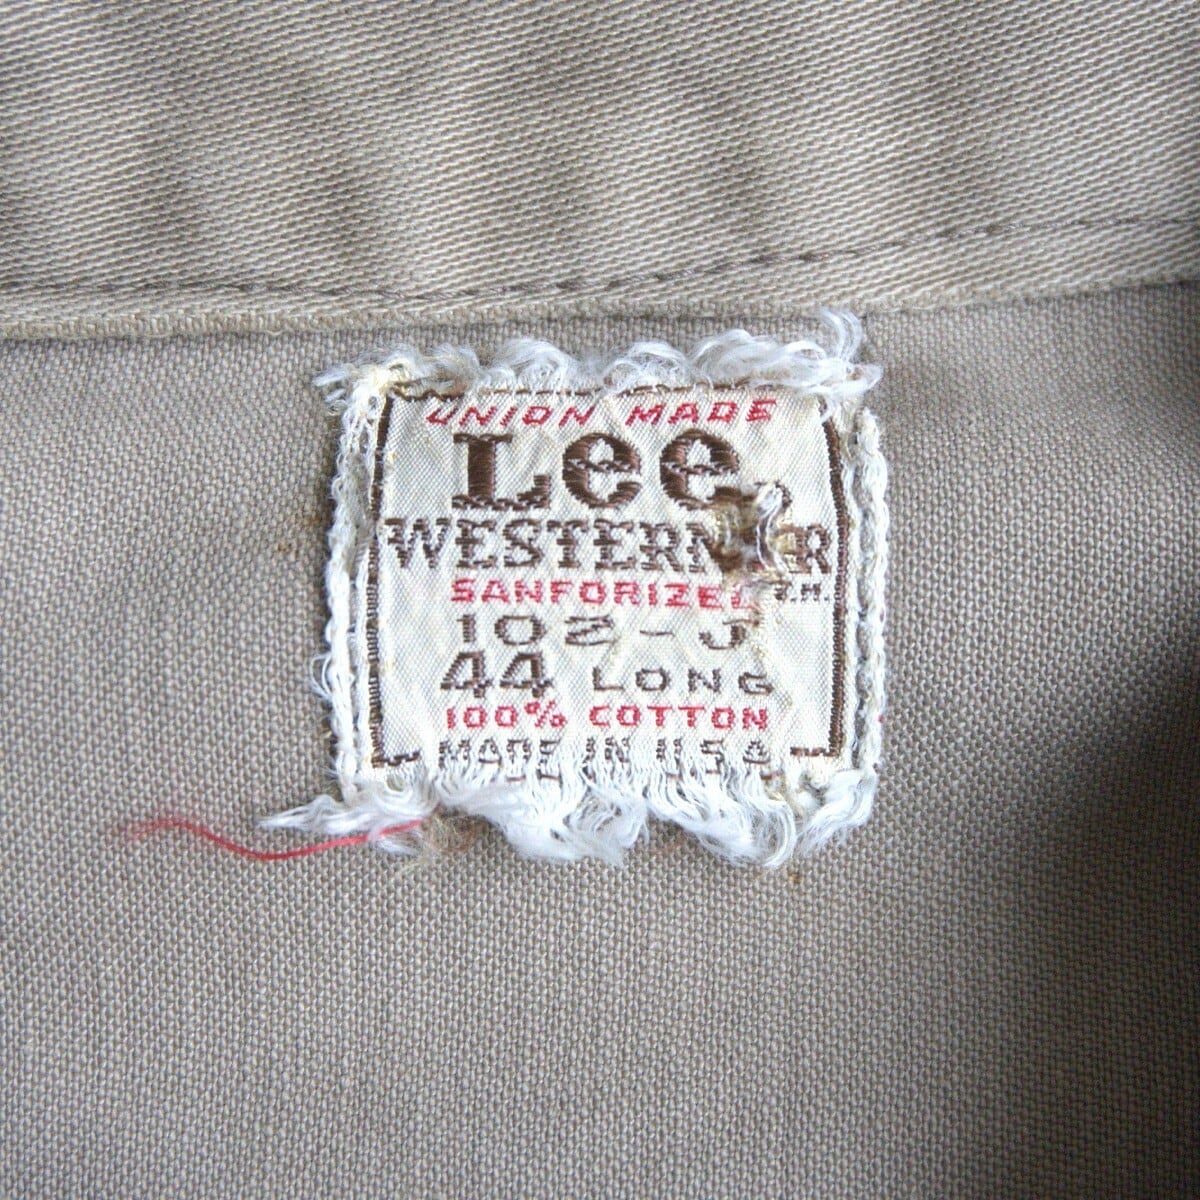 UNION MADE
Lee
WESTERNER
SANFORIZED T.M.
102-J
44 LONG
100% COTTON
MADE IN U.S.A.